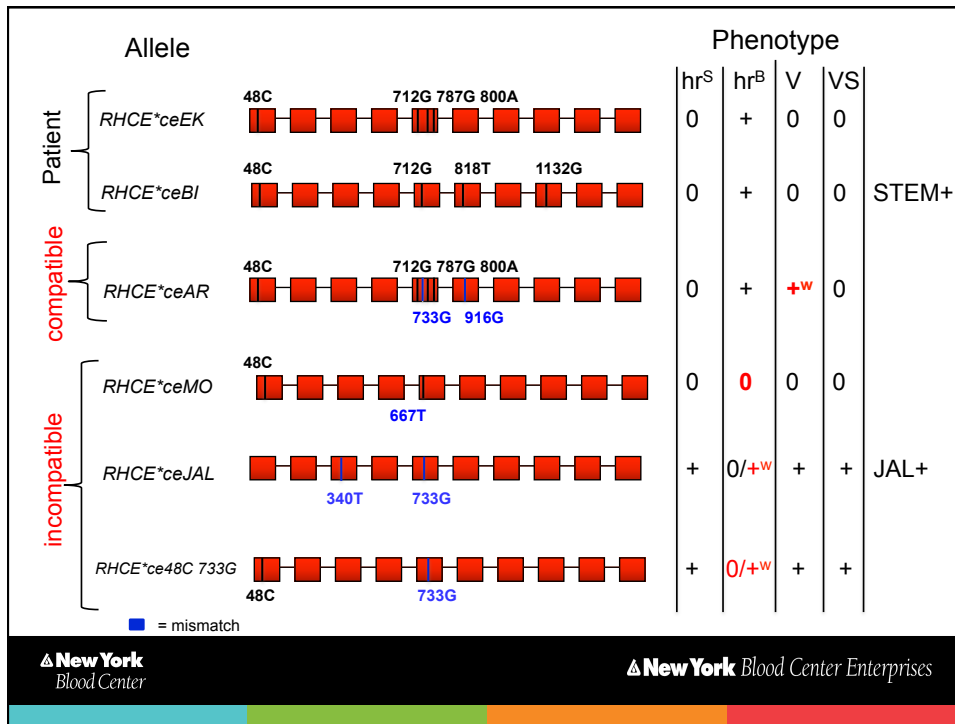 Allele
Phenotype
hrS hrB V VS
Patient
48C 712G 787G 800A
RHCE*ceEK 0 + 0 0
48C 712G 818T 1132G
RHCE*ceBI 0 + 0 0 STEM+
compatible
48C 712G 787G 800A
RHCE*ceAR 0 + +w 0
733G 916G
incompatible
48C
RHCE*ceMO 0 0 0 0
667T
RHCE*ceJAL + 0/+w + + JAL+
340T 733G
RHCE*ce48C 733G + 0/+w + +
48C 733G
= mismatch
New York
Blood Center
New York Blood Center Enterprises